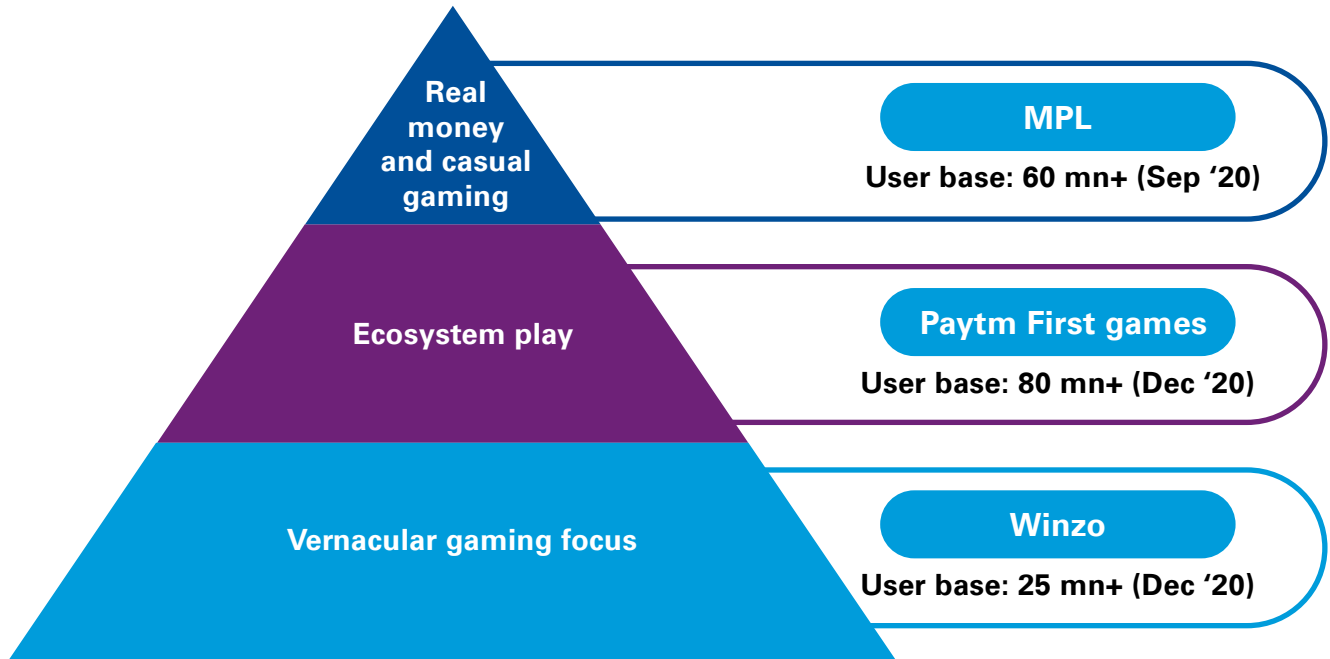 Real
money
and casual
gaming
MPL
User base: 60 mn+ (Sep ‘20)
Ecosystem play
Paytm First games
User base: 80 mn+ (Dec ‘20)
Vernacular gaming focus
Winzo
User base: 25 mn+ (Dec ‘20)